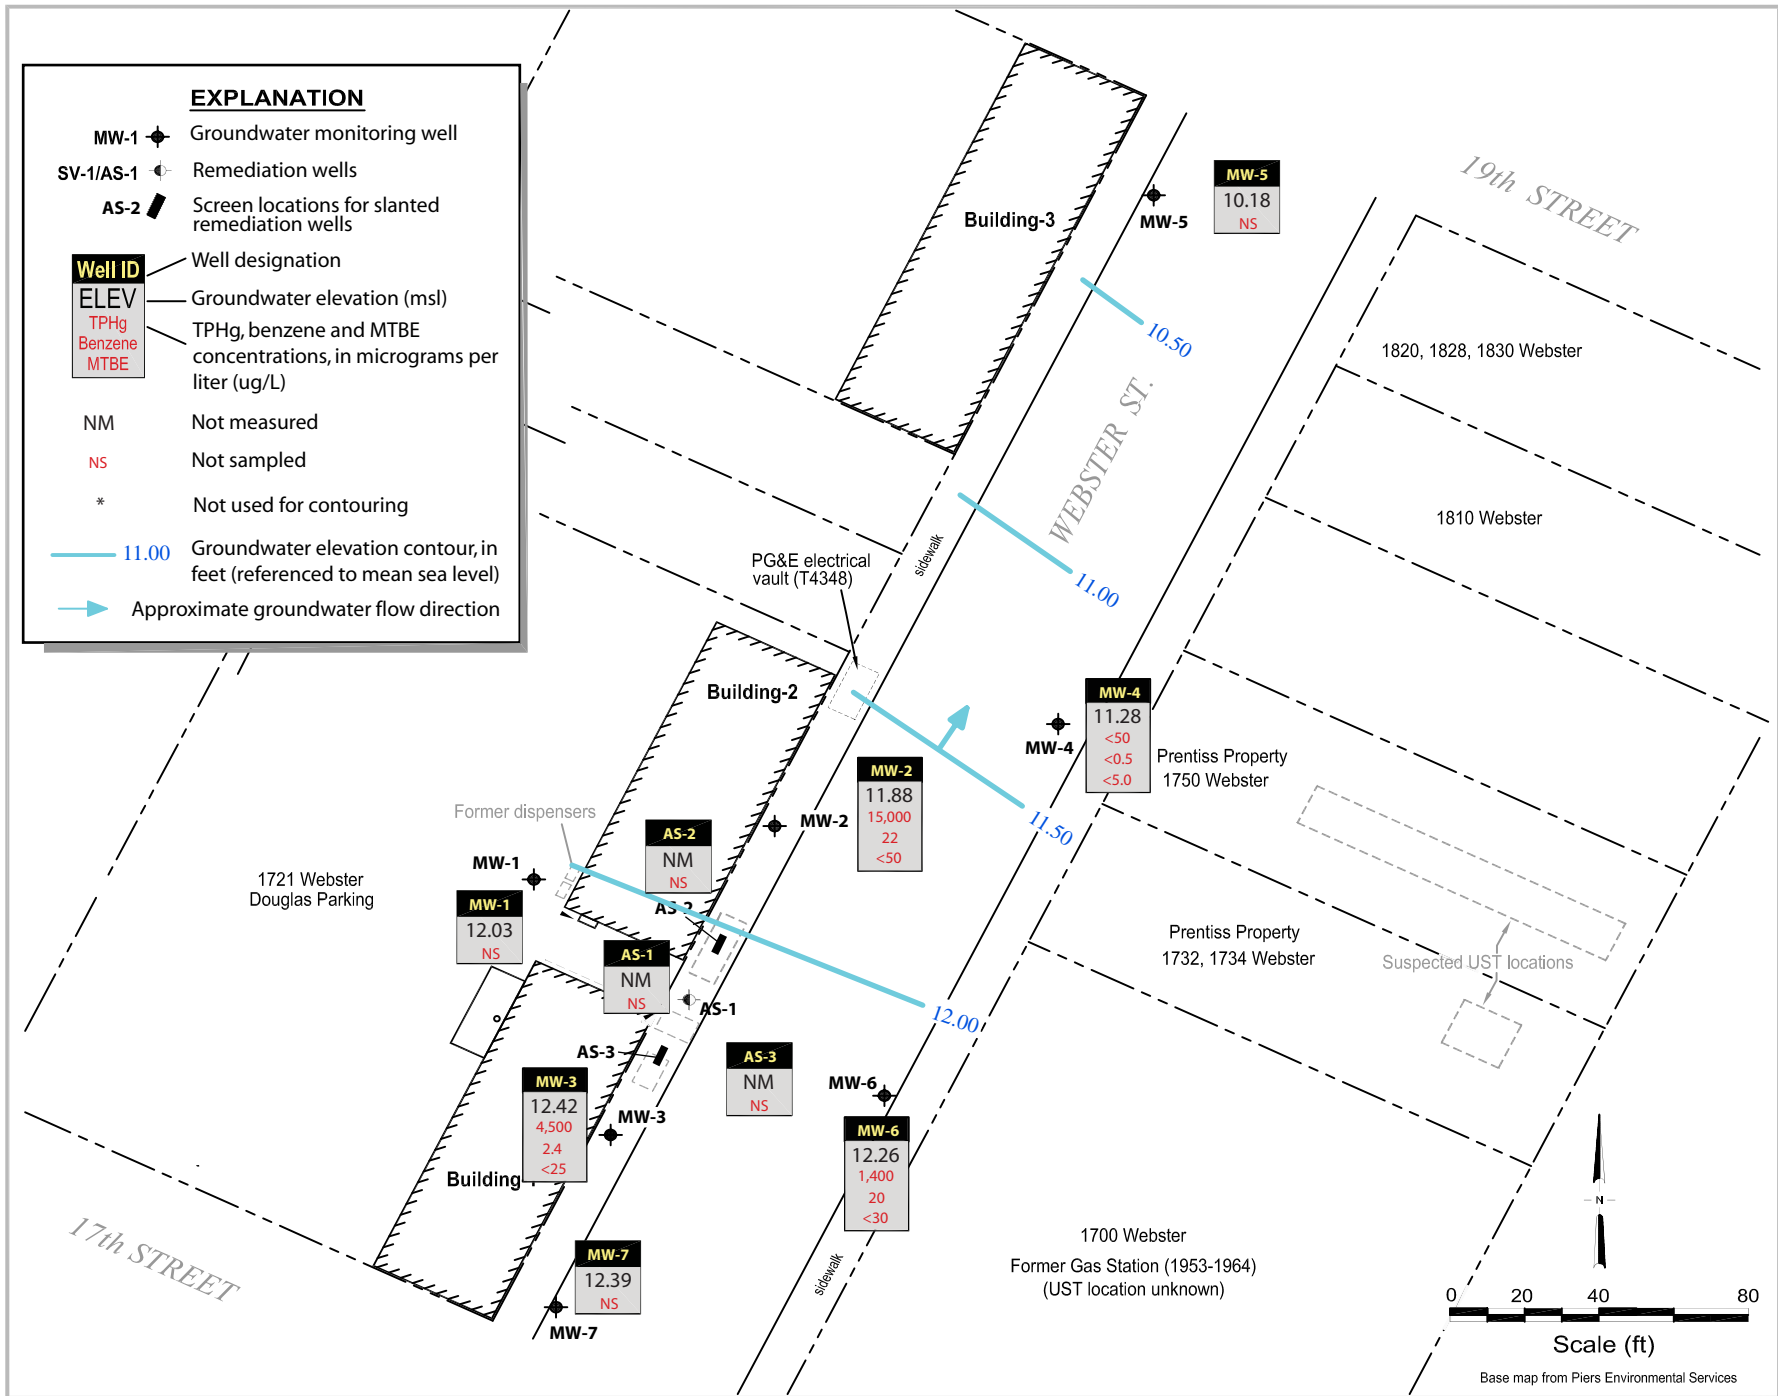 EXPLANATION
MW-1 Groundwater monitoring well
SV-1/AS-1 Remediation wells
AS-2 Screen locations for slanted
remediation wells
Well ID
ELEV
TPHg
Benzene
MTBE
Well designation
Groundwater elevation (msl)
TPHg, benzene and MTBE
concentrations, in micrograms per
liter (ug/L)
NM Not measured
NS Not sampled
* Not used for contouring
11.00 Groundwater elevation contour, in
feet (referenced to mean sea level)
Approximate groundwater flow direction
Building-3
MW-5
MW-5
10.18
NS
19th STREET
10.50
1820, 1828, 1830 Webster
WEBSTER ST.
1810 Webster
sidewalk
PG&E electrical
vault (T4348)
11.00
Building-2
MW-4
MW-4
11.28
<50
<0.5
<5.0
Prentiss Property
1750 Webster
MW-2
MW-2
11.88
15,000
22
<50
11.50
Former dispensers
AS-2
NM
NS
MW-1
1721 Webster
Douglas Parking
MW-1
12.03
NS
AS-2
AS-1
NM
NS
AS-1
Prentiss Property
1732, 1734 Webster
Suspected UST locations
12.00
AS-3
AS-3
NM
NS
MW-6
MW-3
12.42
4,500
2.4
<25
MW-3
MW-6
12.26
1,400
20
<30
Building-
17th STREET
MW-7
12.39
NS
MW-7
sidewalk
1700 Webster
Former Gas Station (1953-1964)
(UST location unknown)
N
0 20 40 80
Scale (ft)
Base map from Piers Environmental Services